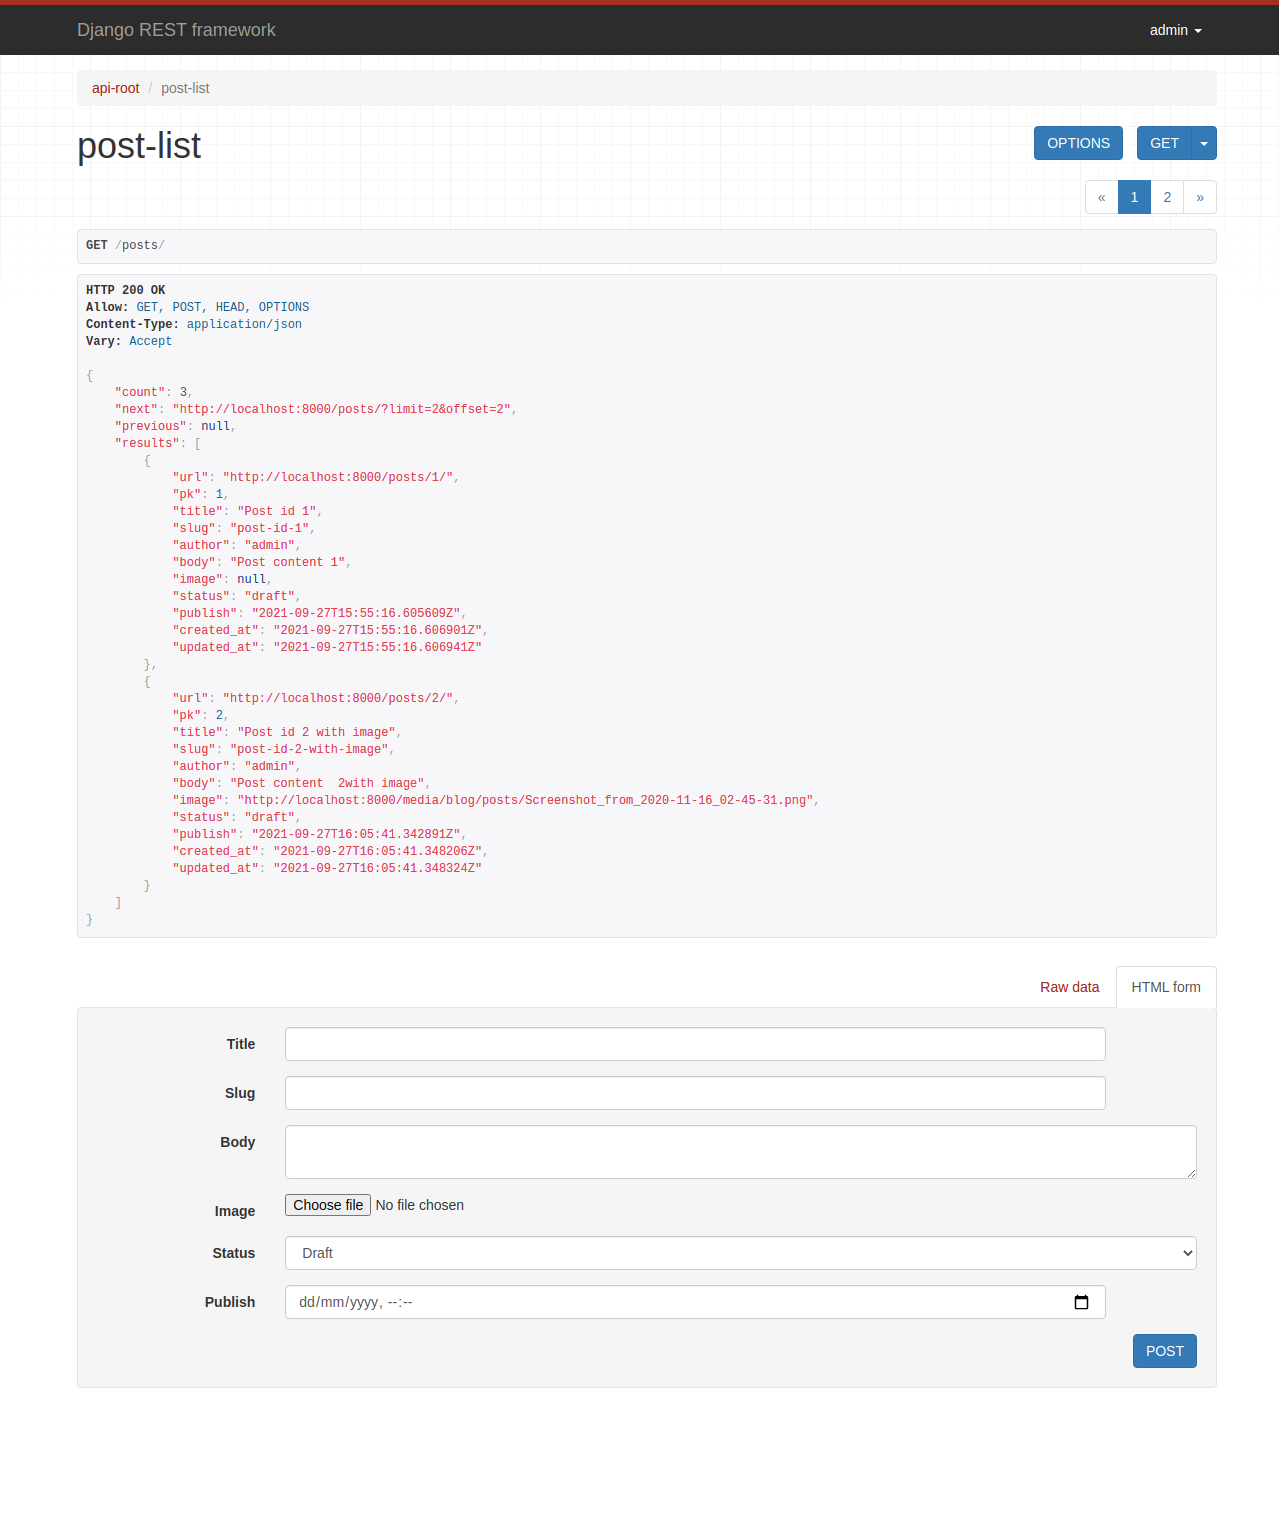 Django REST framework
admin
api-root / post-list
post-list
OPTIONS GET
« 1 2 »
GET /posts/
HTTP 200 OK
Allow: GET, POST, HEAD, OPTIONS
Content-Type: application/json
Vary: Accept
{
    "count": 3,
    "next": "http://localhost:8000/posts/?limit=2&offset=2",
    "previous": null,
    "results": [
        {
            "url": "http://localhost:8000/posts/1/",
            "pk": 1,
            "title": "Post id 1",
            "slug": "post-id-1",
            "author": "admin",
            "body": "Post content 1",
            "image": null,
            "status": "draft",
            "publish": "2021-09-27T15:55:16.605609Z",
            "created_at": "2021-09-27T15:55:16.606901Z",
            "updated_at": "2021-09-27T15:55:16.606941Z"
        },
        {
            "url": "http://localhost:8000/posts/2/",
            "pk": 2,
            "title": "Post id 2 with image",
            "slug": "post-id-2-with-image",
            "author": "admin",
            "body": "Post content  2with image",
            "image": "http://localhost:8000/media/blog/posts/Screenshot_from_2020-11-16_02-45-31.png",
            "status": "draft",
            "publish": "2021-09-27T16:05:41.342891Z",
            "created_at": "2021-09-27T16:05:41.348206Z",
            "updated_at": "2021-09-27T16:05:41.348324Z"
        }
    ]
}
Raw data HTML form
Title
Slug
Body
Image Choose file No file chosen
Status Draft
Publish dd/mm/yyyy, --:--
POST